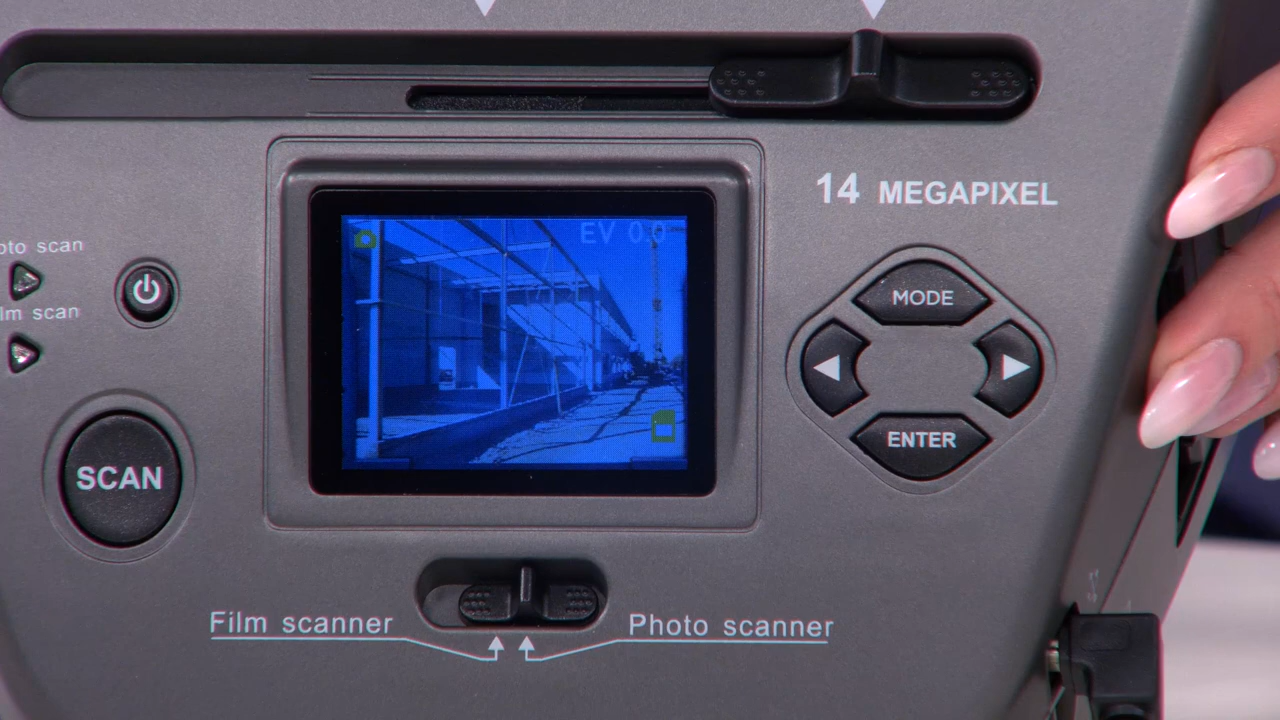 14 MEGAPIXEL
oto scan
lm scan
EV 0.0
MODE
ENTER
SCAN
Film scanner
Photo scanner